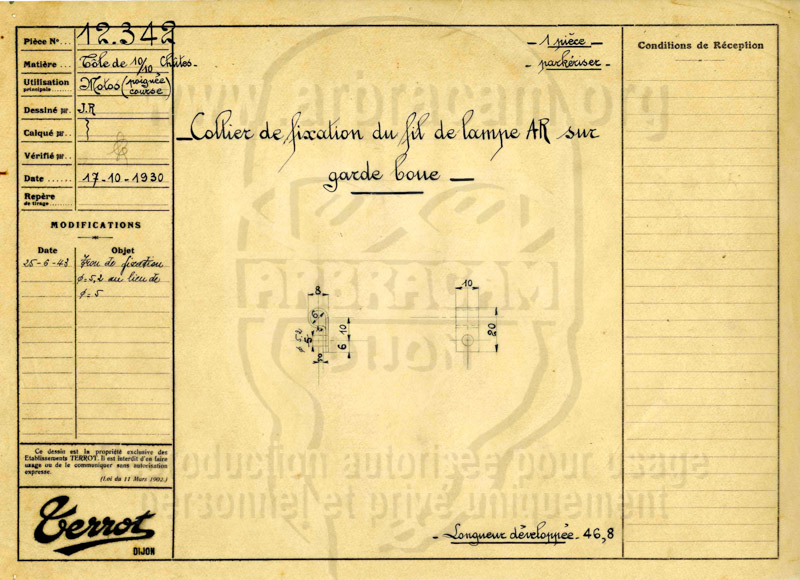 Pièce N°... 12.342
Matière... Tôle de 10/10 Chûtes.
Utilisation principale... Motos (poignée course)
Dessiné par. J.R
Calqué par.. }
Vérifié par..
Date ...... 17-10-1930
Repère
de tirage....
MODIFICATIONS
Date Objet
25-6-43 Trou de fixation
φ=5,2 au lieu de
φ=5
Ce dessin est la propriété exclusive des
Etablissements TERROT. Il est interdit d'en faire
usage ou de le communiquer sans autorisation
expresse.
(Loi du 11 Mars 1902.)
Terrot
DIJON
- 1 pièce -
- parkériser -
- Collier de fixation du fil de lampe AR sur
garde boue -
8
6
10
6
φ 5,2
10
20
- Longueur développée - 46,8
Conditions de Réception
www.arbracam.org
ARBRACAM
DIJON
Reproduction autorisée pour usage
personnel et privé uniquement